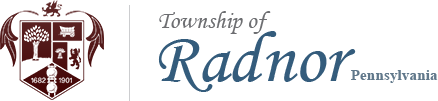 1682 1901
Township of
Radnor Pennsylvania